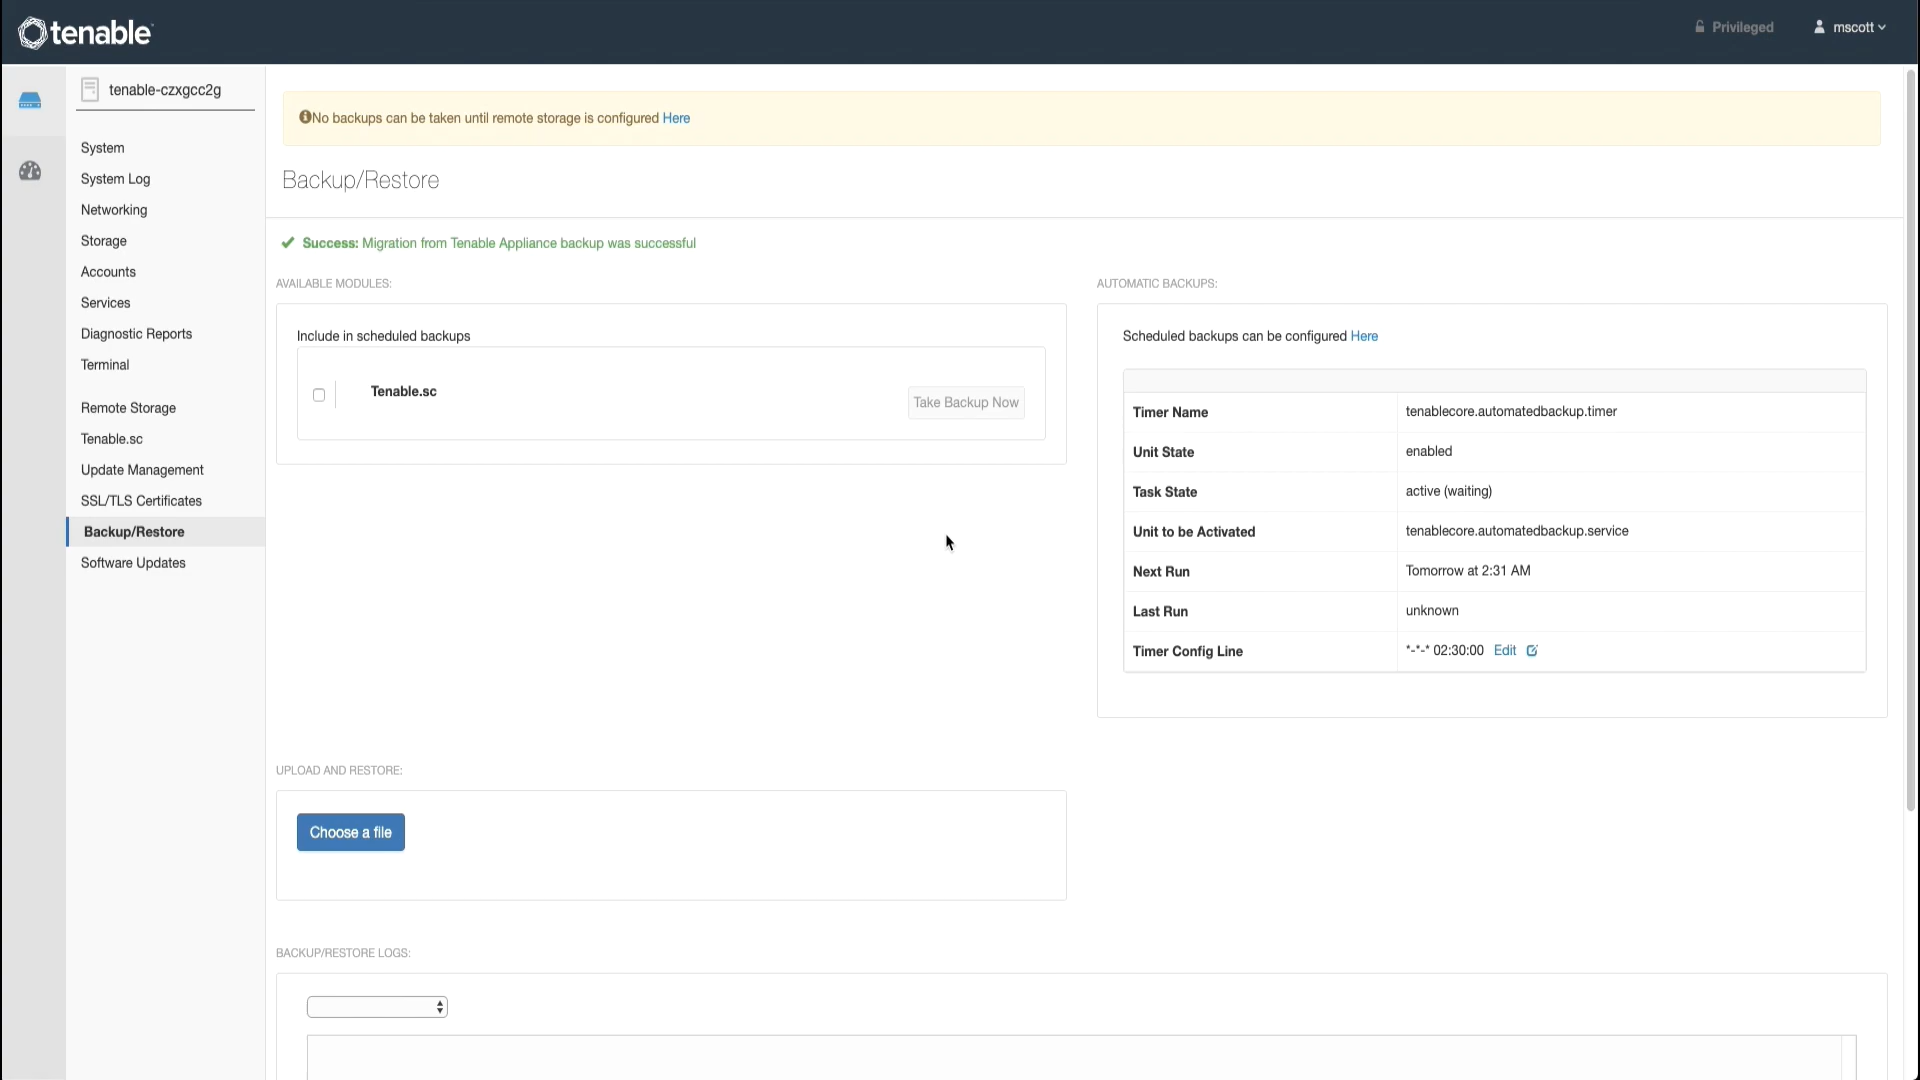 tenable
Privileged
mscott
tenable-czxgcc2g
System
System Log
Networking
Storage
Accounts
Services
Diagnostic Reports
Terminal
Remote Storage
Tenable.sc
Update Management
SSL/TLS Certificates
Backup/Restore
Software Updates
No backups can be taken until remote storage is configured Here
Backup/Restore
Success: Migration from Tenable Appliance backup was successful
AVAILABLE MODULES:
Include in scheduled backups
Tenable.sc
Take Backup Now
AUTOMATIC BACKUPS:
Scheduled backups can be configured Here
Timer Name tenablecore.automatedbackup.timer
Unit State enabled
Task State active (waiting)
Unit to be Activated tenablecore.automatedbackup.service
Next Run Tomorrow at 2:31 AM
Last Run unknown
Timer Config Line *-*-* 02:30:00 Edit
UPLOAD AND RESTORE:
Choose a file
BACKUP/RESTORE LOGS: